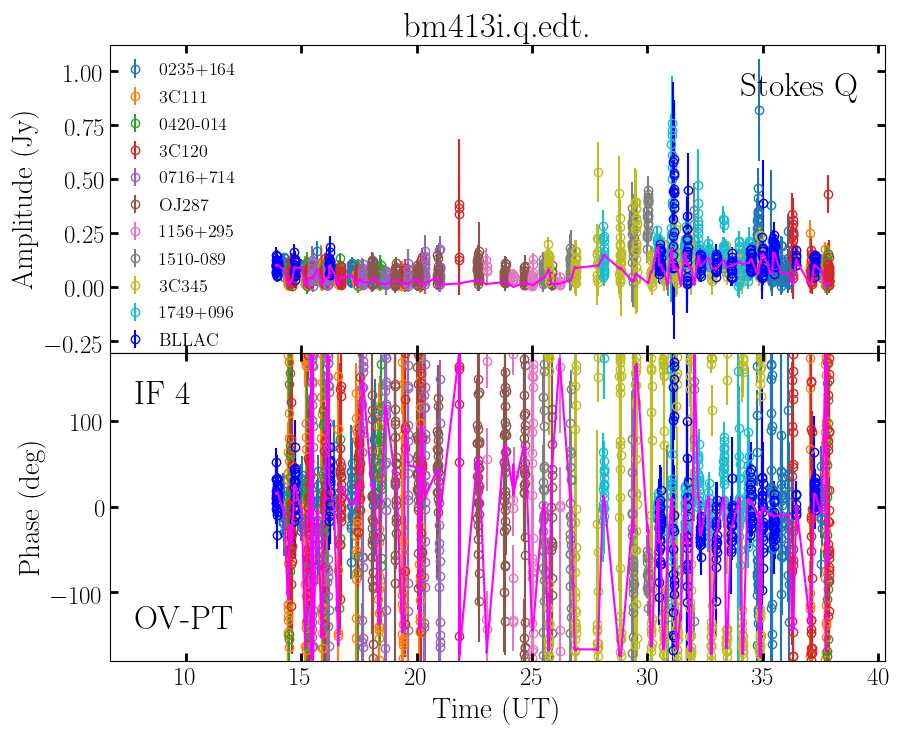 bm413i.q.edt.
Stokes Q
Amplitude (Jy)
1.00
0.75
0.50
0.25
0.00
−0.25
0235+164
3C111
0420-014
3C120
0716+714
OJ287
1156+295
1510-089
3C345
1749+096
BLLAC
IF 4
OV-PT
Phase (deg)
100
0
−100
10 15 20 25 30 35 40
Time (UT)